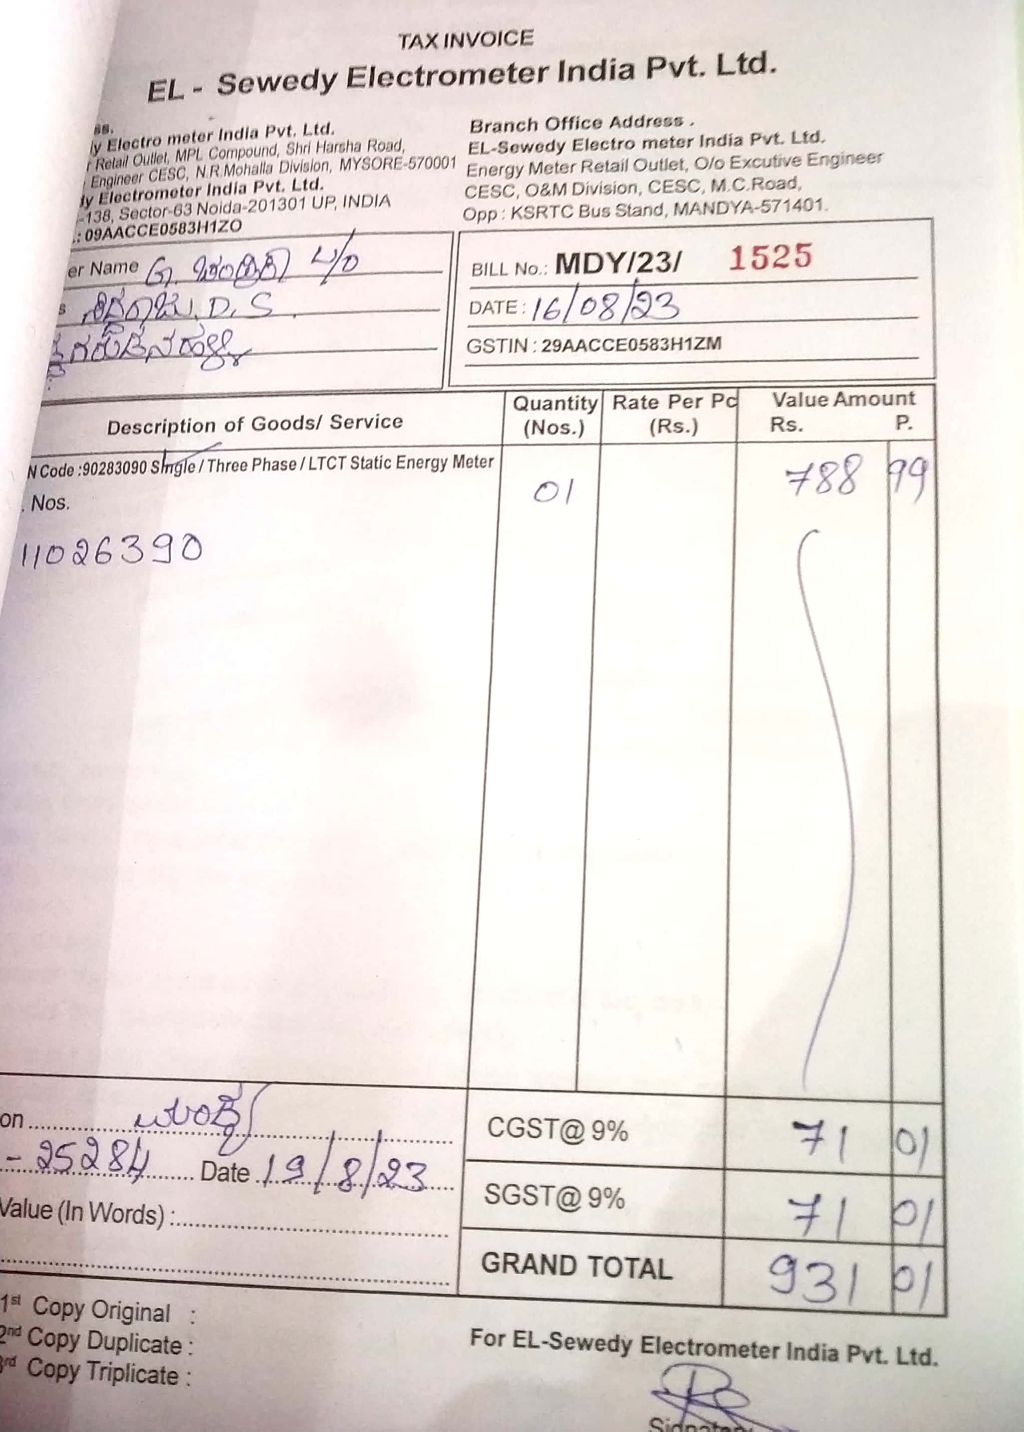 TAX INVOICE
EL - Sewedy Electrometer India Pvt. Ltd.
ss.
y Electro meter India Pvt. Ltd.
Retail Outlet, MPL Compound, Shri Harsha Road,
Engineer CESC, N.R.Mohalla Division, MYSORE-570001
ly Electrometer India Pvt. Ltd.
-138, Sector-63 Noida-201301 UP, INDIA
.: 09AACCE0583H1ZO
Branch Office Address .
EL-Sewedy Electro meter India Pvt. Ltd.
Energy Meter Retail Outlet, O/o Excutive Engineer
CESC, O&M Division, CESC, M.C.Road,
Opp : KSRTC Bus Stand, MANDYA-571401.
er Name
s D. S.
BILL No.: MDY/23/ 1525
DATE : 16/08/23
GSTIN : 29AACCE0583H1ZM
Description of Goods/ Service Quantity (Nos.) Rate Per Pc (Rs.) Value Amount Rs. P.
N Code :90283090 Single / Three Phase / LTCT Static Energy Meter 01 788 99
. Nos.
11026390
on ಮಂಡ್ಯ
- 25284 Date 19/8/23
Value (In Words) :
CGST@ 9% 71 01
SGST@ 9% 71 01
GRAND TOTAL 931 01
1st Copy Original :
2nd Copy Duplicate :
rd Copy Triplicate :
For EL-Sewedy Electrometer India Pvt. Ltd.